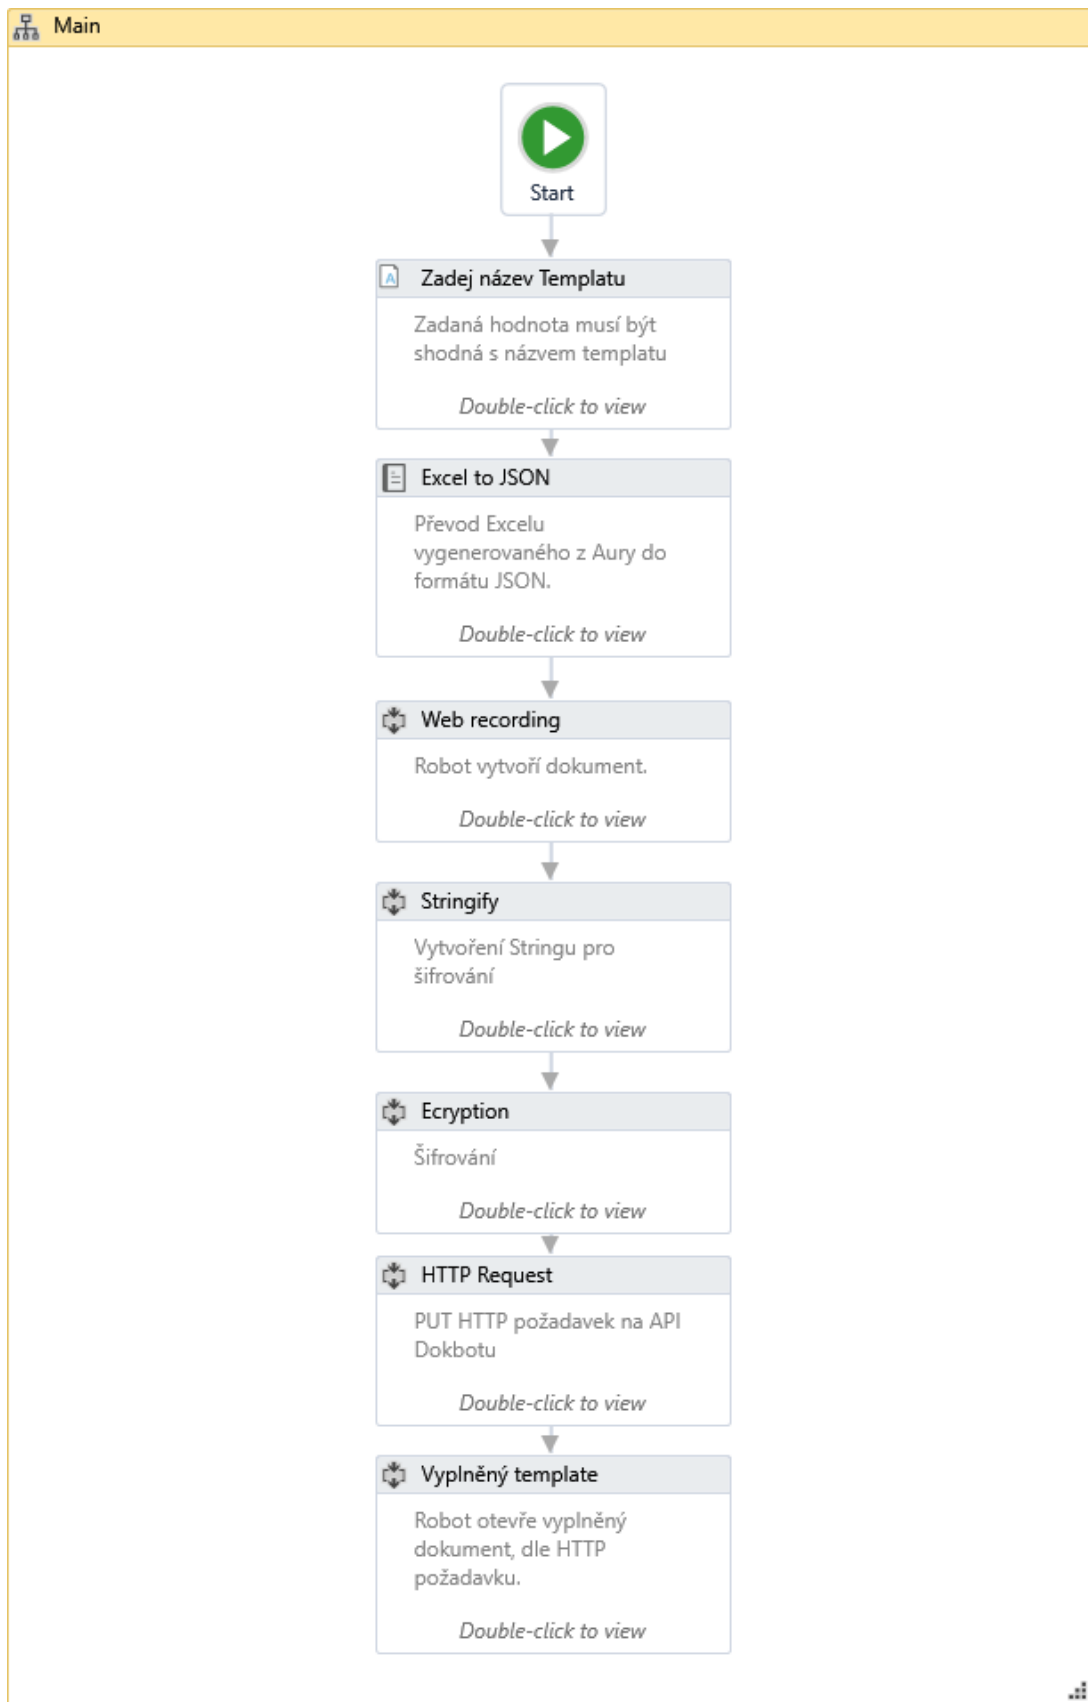 Main
Start
Zadej název Templatu
Zadaná hodnota musí být
shodná s názvem templatu
Double-click to view
Excel to JSON
Převod Excelu
vygenerovaného z Aury do
formátu JSON.
Double-click to view
Web recording
Robot vytvoří dokument.
Double-click to view
Stringify
Vytvoření Stringu pro
šifrování
Double-click to view
Ecryption
Šifrování
Double-click to view
HTTP Request
PUT HTTP požadavek na API
Dokbotu
Double-click to view
Vyplněný template
Robot otevře vyplněný
dokument, dle HTTP
požadavku.
Double-click to view